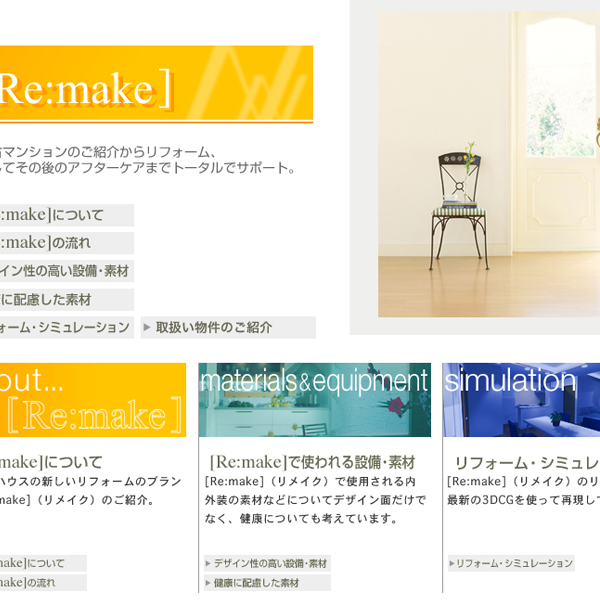 [Re:make]
マンションのご紹介からリフォーム、
てその後のアフターケアまでトータルでサポート。
:make]について
:make]の流れ
イン性の高い設備・素材
に配慮した素材
ォーム・シミュレーション
取扱い物件のご紹介
out...
[Re:make]
make]について
ハウスの新しいリフォームのブラン
make]（リメイク）のご紹介。
make]について
make]の流れ
materials&equipment
[Re:make]で使われる設備・素材
[Re:make]（リメイク）で使用される内
外装の素材などについてデザイン面だけで
なく、健康についても考えています。
デザイン性の高い設備・素材
健康に配慮した素材
simulation
リフォーム・シミュレ
[Re:make]（リメイク）のリ
最新の3DCGを使って再現し
リフォーム・シミュレーション